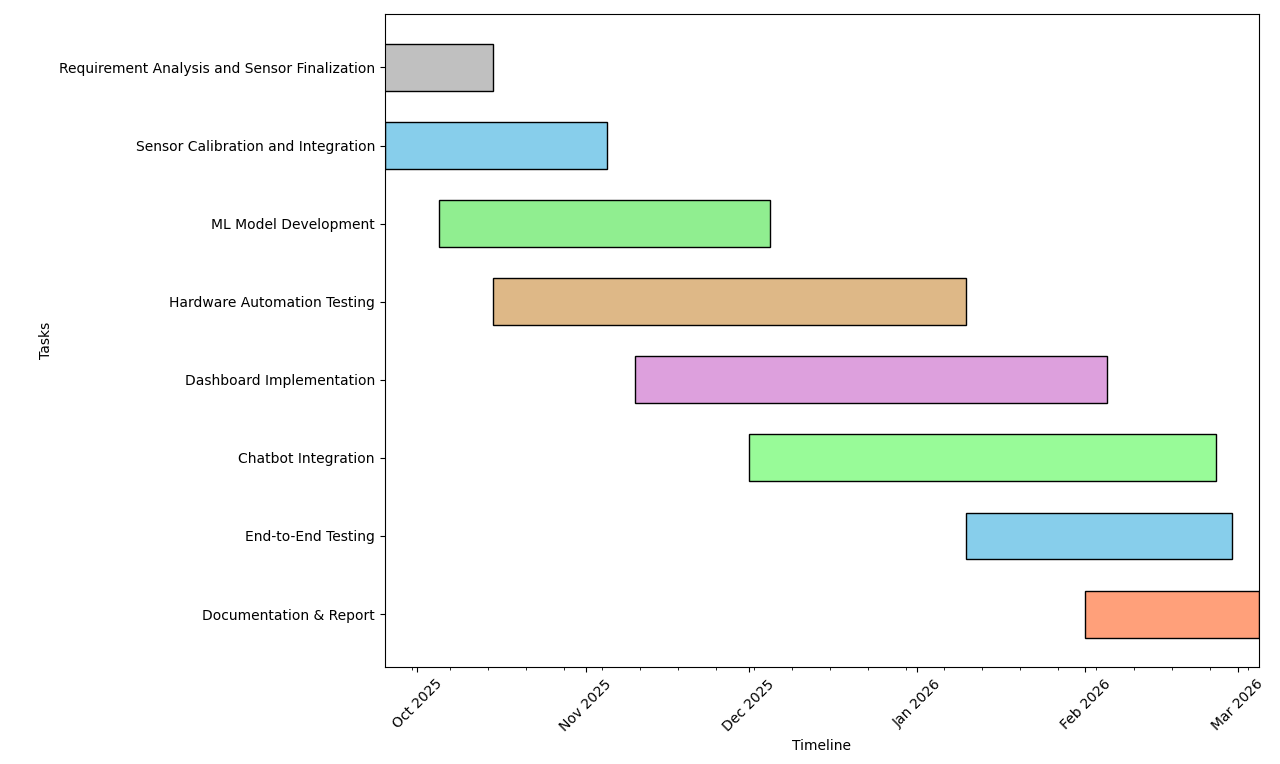 Requirement Analysis and Sensor Finalization
Sensor Calibration and Integration
ML Model Development
Hardware Automation Testing
Tasks
Dashboard Implementation
Chatbot Integration
End-to-End Testing
Documentation & Report
Oct 2025
Nov 2025
Dec 2025
Jan 2026
Feb 2026
Mar 2026
Timeline